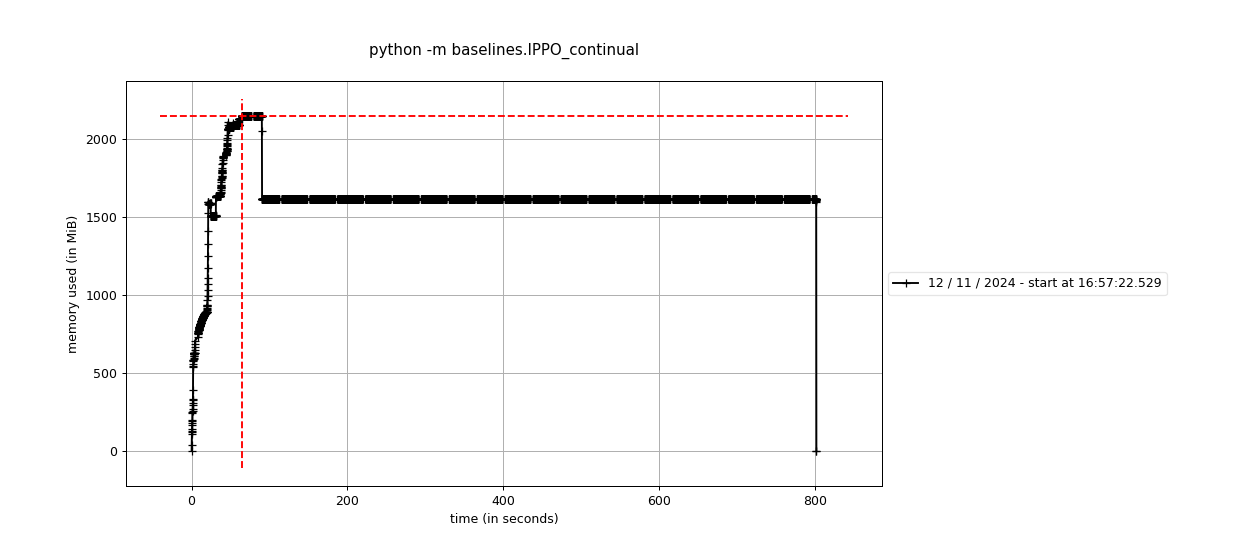 python -m baselines.IPPO_continual
memory used (in MiB)
2000
1500
1000
500
0
0 200 400 600 800
time (in seconds)
12 / 11 / 2024 - start at 16:57:22.529